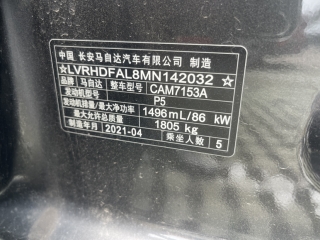 中国 长安马自达汽车有限公司 制造
☆LVRHDFAL8MN142032☆
品牌 马自达 整车型号 CAM7153A
发动机型号 P5
发动机排量/最大净功率 1496mL/86 kW
最大允许总质量 1805 kg
制造年月 2021-04 乘坐人数 5